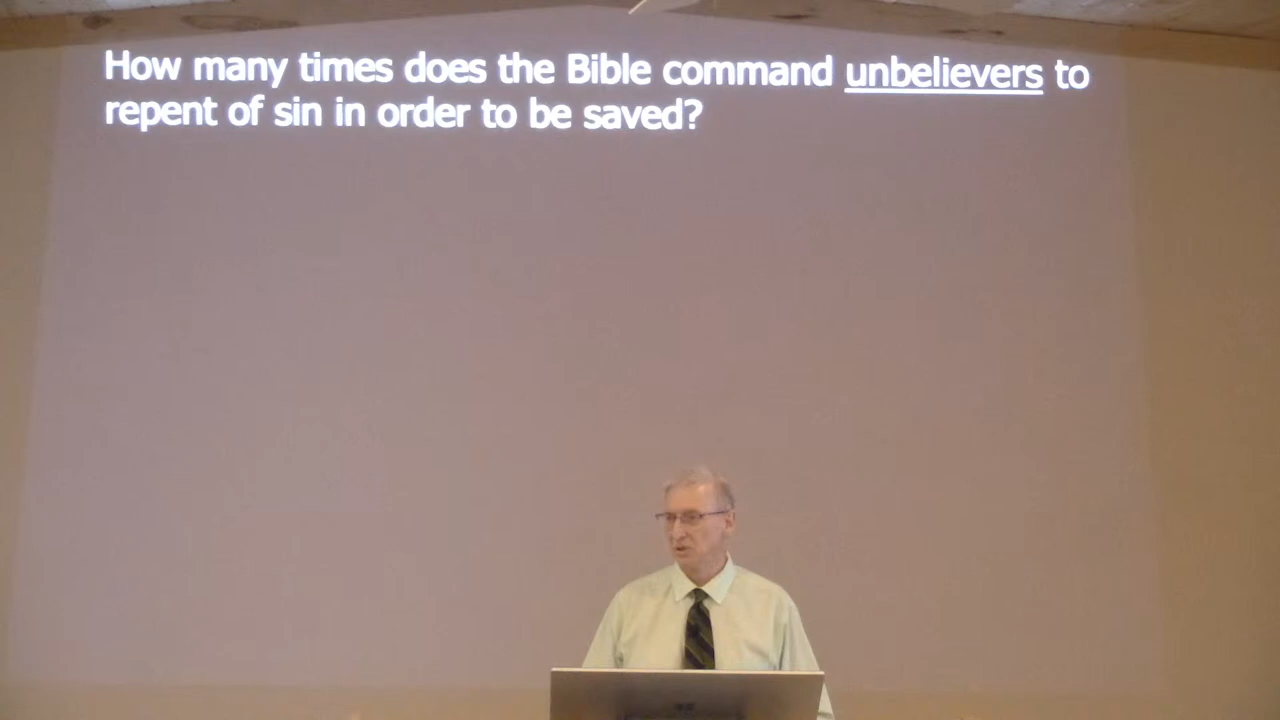 How many times does the Bible command unbelievers to
repent of sin in order to be saved?